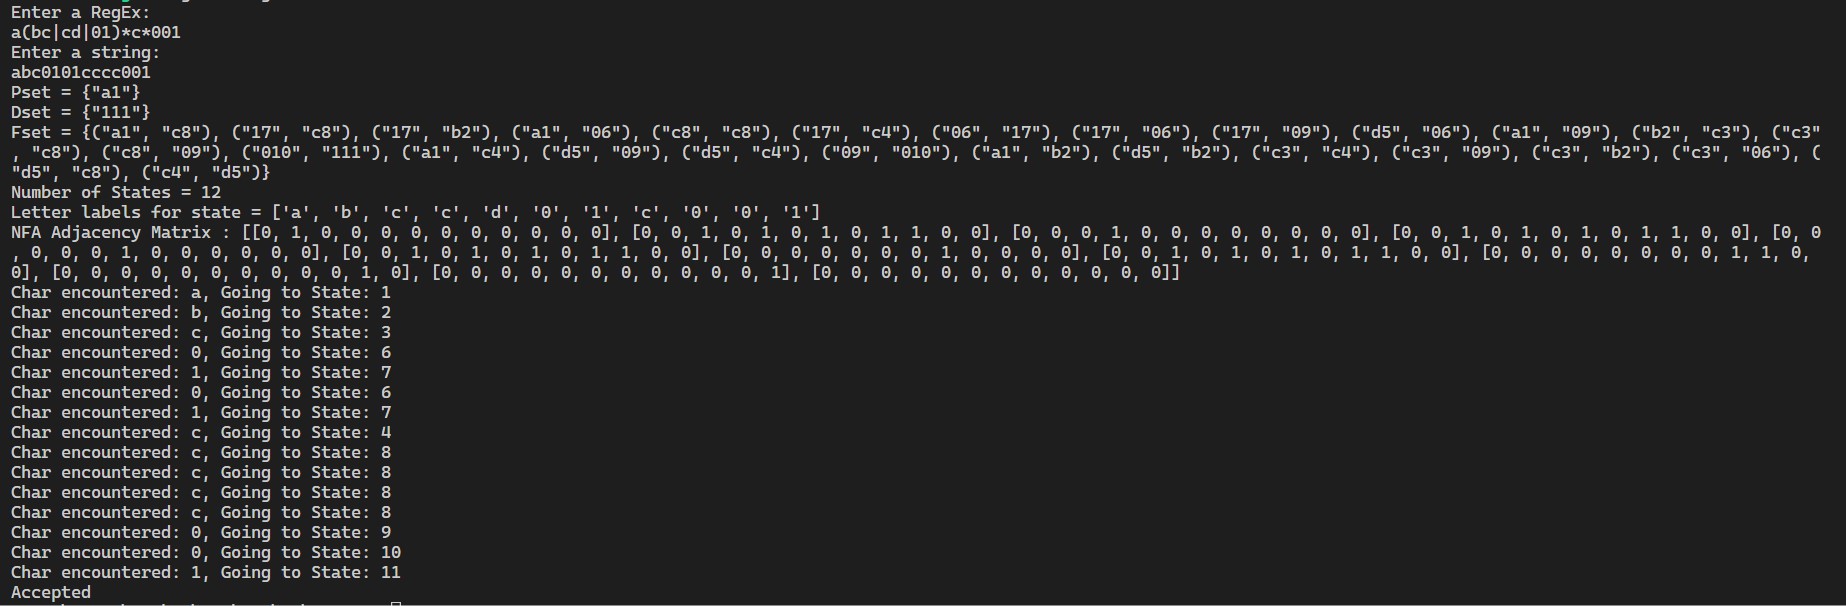 Enter a RegEx:
a(bc|cd|01)*c*001
Enter a string:
abc0101cccc001
Pset = {"a1"}
Dset = {"111"}
Fset = {("a1", "c8"), ("17", "c8"), ("17", "b2"), ("a1", "06"), ("c8", "c8"), ("17", "c4"), ("06", "17"), ("17", "06"), ("17", "09"), ("d5", "06"), ("a1", "09"), ("b2", "c3"), ("c3"
, "c8"), ("c8", "09"), ("010", "111"), ("a1", "c4"), ("d5", "09"), ("d5", "c4"), ("09", "010"), ("a1", "b2"), ("d5", "b2"), ("c3", "c4"), ("c3", "09"), ("c3", "b2"), ("c3", "06"), (
"d5", "c8"), ("c4", "d5")}
Number of States = 12
Letter labels for state = ['a', 'b', 'c', 'c', 'd', '0', '1', 'c', '0', '0', '1']
NFA Adjacency Matrix : [[0, 1, 0, 0, 0, 0, 0, 0, 0, 0, 0, 0], [0, 0, 1, 0, 1, 0, 1, 0, 1, 1, 0, 0], [0, 0, 0, 1, 0, 0, 0, 0, 0, 0, 0, 0], [0, 0, 1, 0, 1, 0, 1, 0, 1, 1, 0, 0], [0, 0
, 0, 0, 0, 1, 0, 0, 0, 0, 0, 0], [0, 0, 1, 0, 1, 0, 1, 0, 1, 1, 0, 0], [0, 0, 0, 0, 0, 0, 0, 1, 0, 0, 0, 0], [0, 0, 1, 0, 1, 0, 1, 0, 1, 1, 0, 0], [0, 0, 0, 0, 0, 0, 0, 0, 1, 1, 0,
0], [0, 0, 0, 0, 0, 0, 0, 0, 0, 0, 1, 0], [0, 0, 0, 0, 0, 0, 0, 0, 0, 0, 0, 1], [0, 0, 0, 0, 0, 0, 0, 0, 0, 0, 0, 0]]
Char encountered: a, Going to State: 1
Char encountered: b, Going to State: 2
Char encountered: c, Going to State: 3
Char encountered: 0, Going to State: 6
Char encountered: 1, Going to State: 7
Char encountered: 0, Going to State: 6
Char encountered: 1, Going to State: 7
Char encountered: c, Going to State: 4
Char encountered: c, Going to State: 8
Char encountered: c, Going to State: 8
Char encountered: c, Going to State: 8
Char encountered: c, Going to State: 8
Char encountered: 0, Going to State: 9
Char encountered: 0, Going to State: 10
Char encountered: 1, Going to State: 11
Accepted